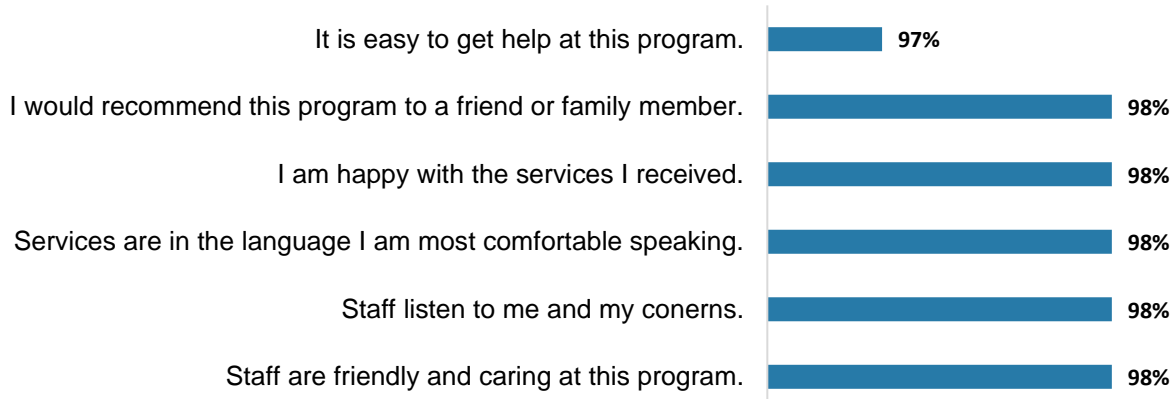 It is easy to get help at this program. 97%
I would recommend this program to a friend or family member. 98%
I am happy with the services I received. 98%
Services are in the language I am most comfortable speaking. 98%
Staff listen to me and my conerns. 98%
Staff are friendly and caring at this program. 98%